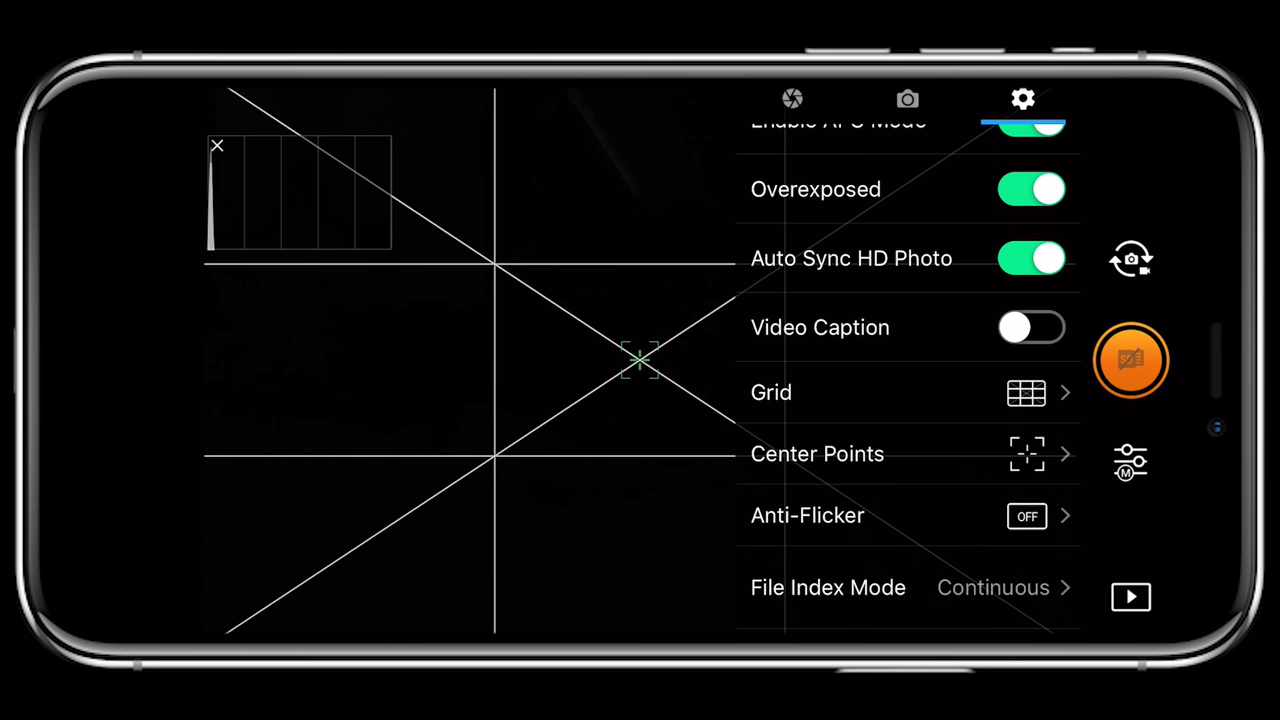 Overexposed
Auto Sync HD Photo
Video Caption
Grid
Center Points
Anti-Flicker OFF
File Index Mode Continuous
M